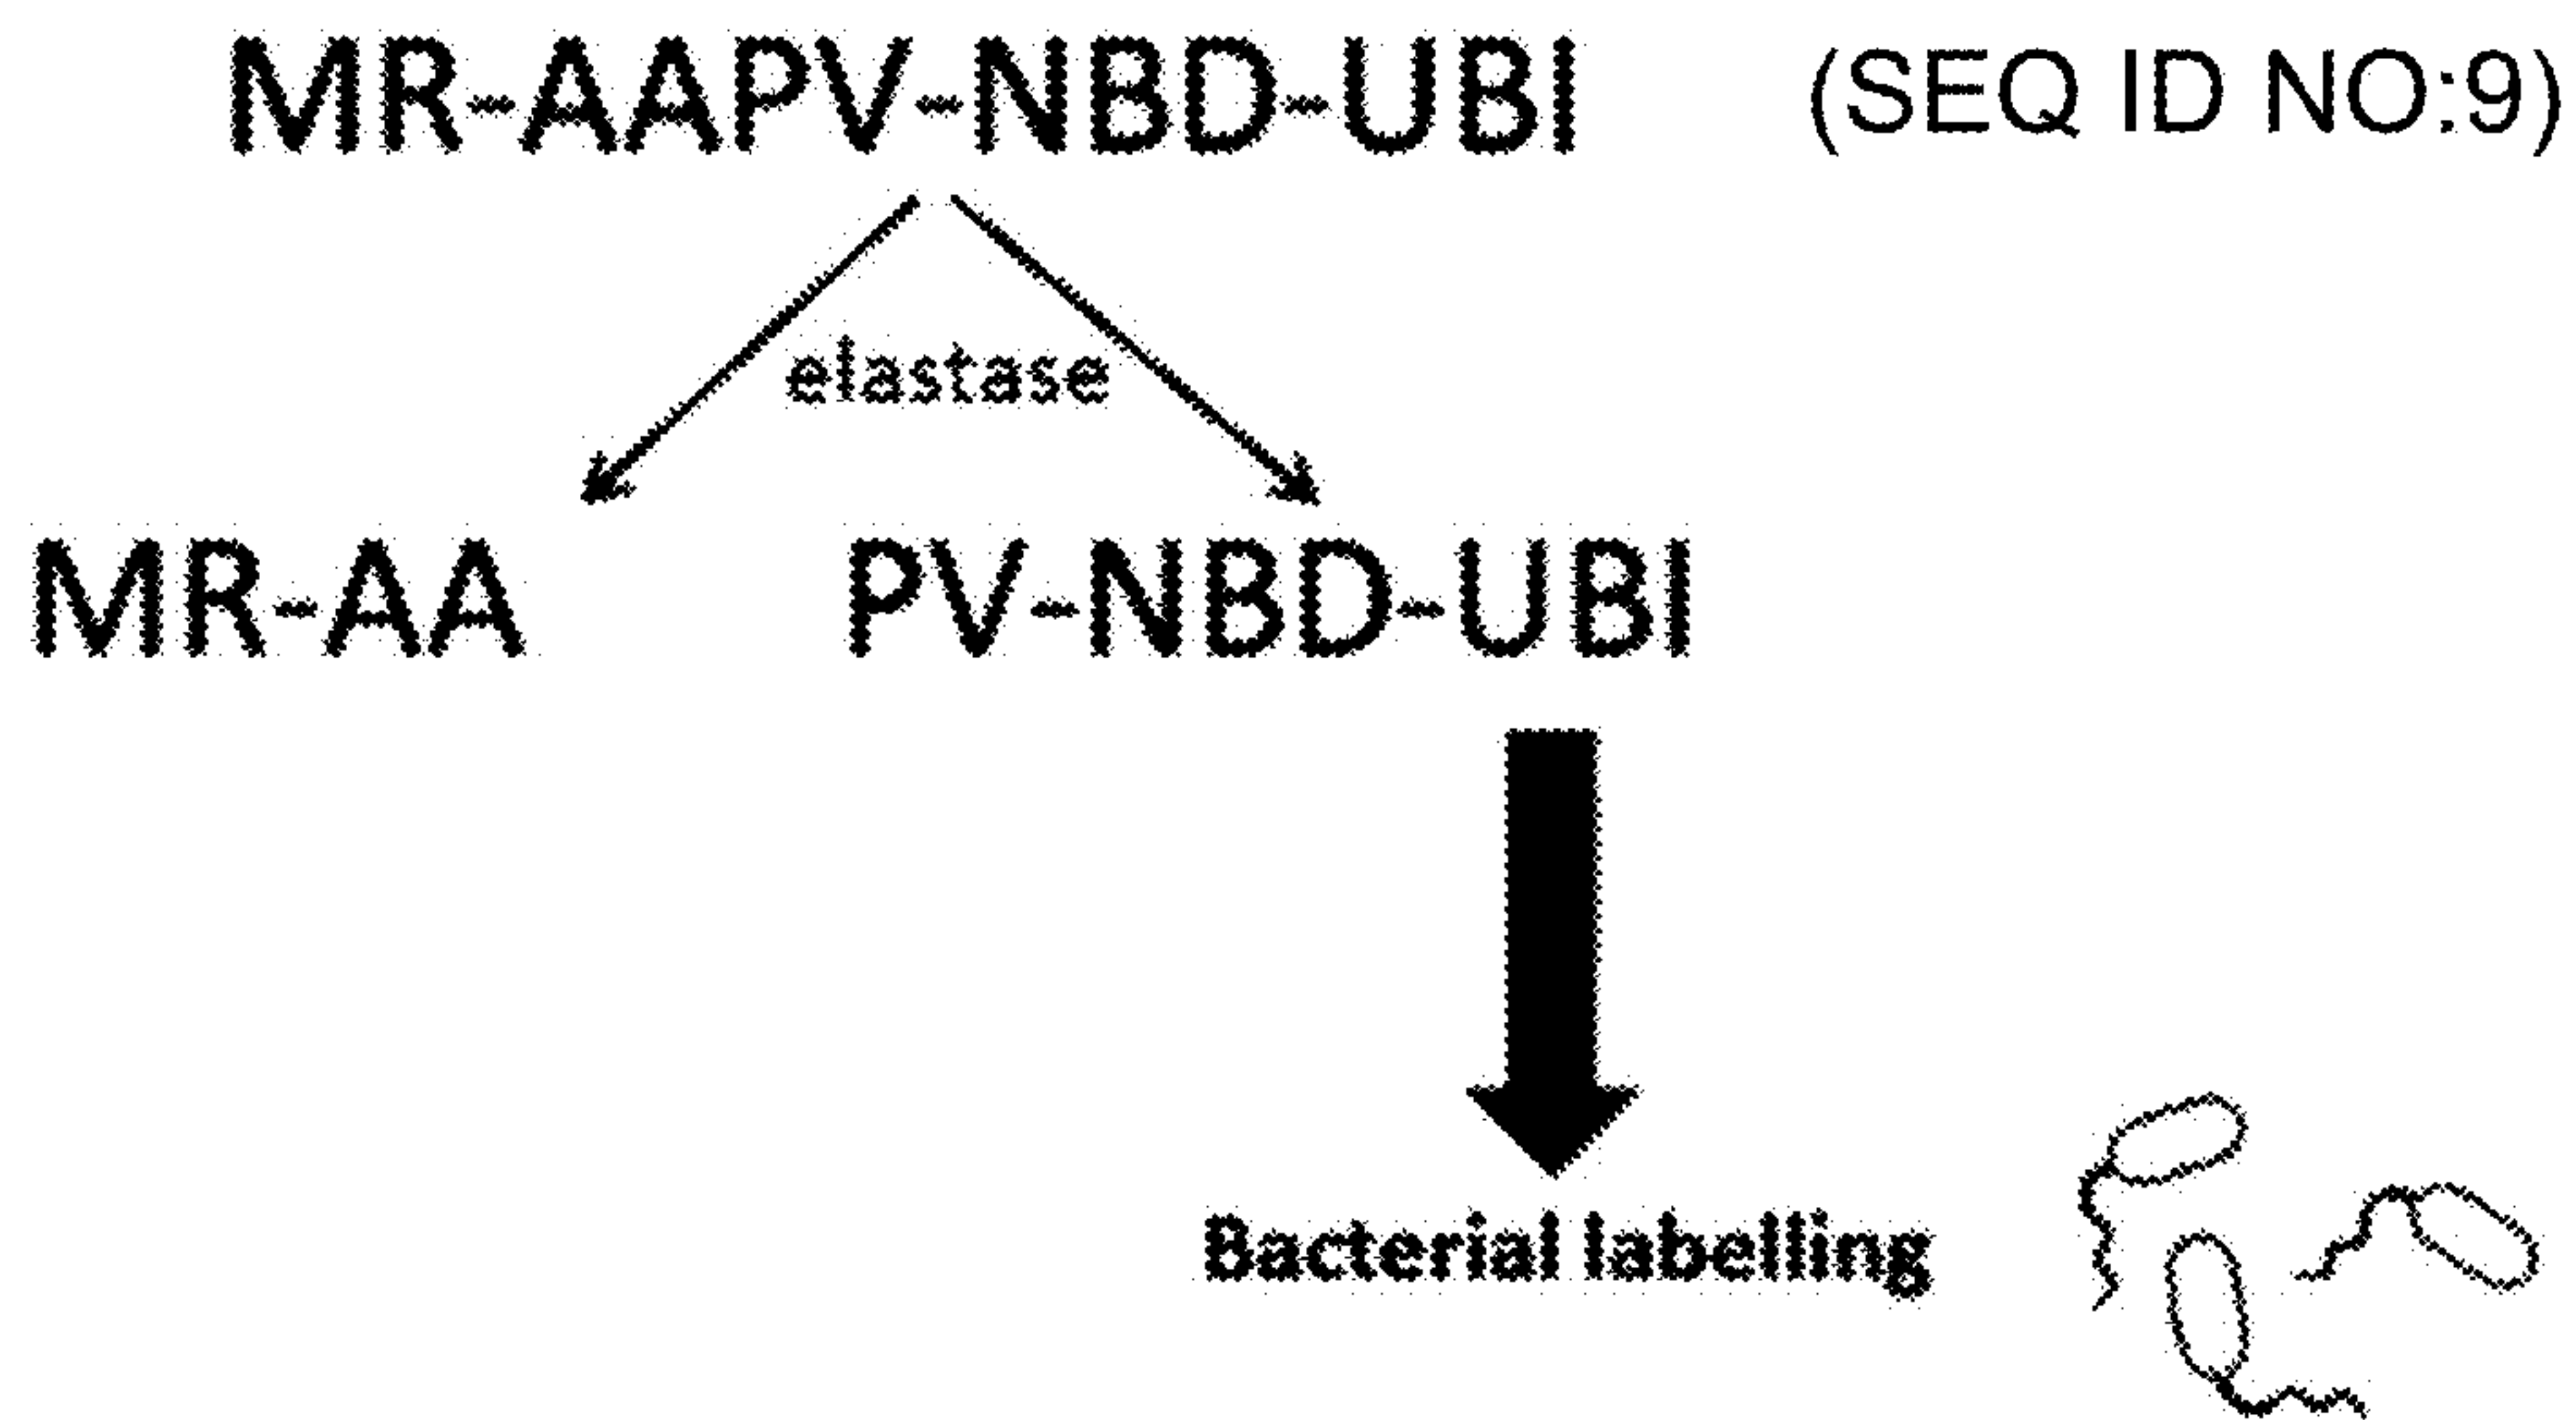 MR-AAPV-NBD-UBI (SEQ ID NO:9)
elastase
MR-AA PV-NBD-UBI
Bacterial labelling